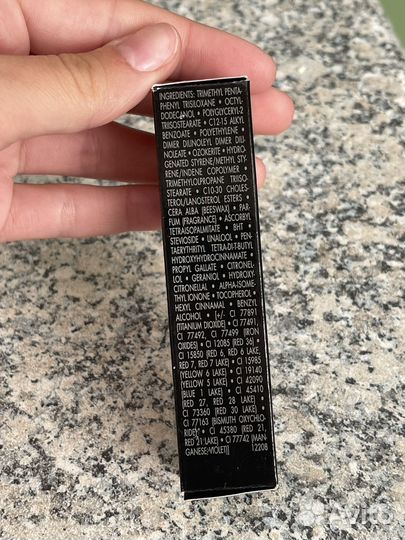 INGREDIENTS: TRIMETHYL PENTA-
PHENYL TRISILOXANE • OCTYL-
DODECANOL • POLYGLYCERYL-2
TRIISOSTEARATE • C12-15 ALKYL
BENZOATE • POLYETHYLENE •
DIMER DILINOLEYL DIMER DILI-
NOLEATE • OZOKERITE • HYDRO-
GENATED STYRENE/METHYL STY-
RENE/INDENE COPOLYMER •
TRIMETHYLOLPROPANE TRIISO-
STEARATE • C10-30 CHOLES-
TEROL/LANOSTEROL ESTERS •
CERA ALBA (BEESWAX) • PAR-
FUM (FRAGRANCE) • ASCORBYL
TETRAISOPALMITATE • BHT •
STEVIOSIDE • LINALOOL • PEN-
TAERYTHRITYL TETRA-DI-T-BUTYL
HYDROXYHYDROCINNAMATE •
PROPYL GALLATE • CITRONEL-
LOL • GERANIOL • HYDROXY-
CITRONELLAL • ALPHA-ISOME-
THYL IONONE • TOCOPHEROL •
HEXYL CINNAMAL • BENZYL
ALCOHOL • [+/- CI 77891
(TITANIUM DIOXIDE) • CI 77491,
CI 77492, CI 77499 (IRON
OXIDES) • CI 12085 (RED 36) •
CI 15850 (RED 6, RED 6 LAKE,
RED 7, RED 7 LAKE) • CI 15985
(YELLOW 6 LAKE) • CI 19140
(YELLOW 5 LAKE) • CI 42090
(BLUE 1 LAKE) • CI 45410
(RED 27, RED 28 LAKE) •
CI 73360 (RED 30 LAKE) •
CI 77163 (BISMUTH OXYCHLO-
RIDE) • CI 45380 (RED 21,
RED 21 LAKE) • CI 77742 (MAN-
GANESE VIOLET)]
12208
Avito